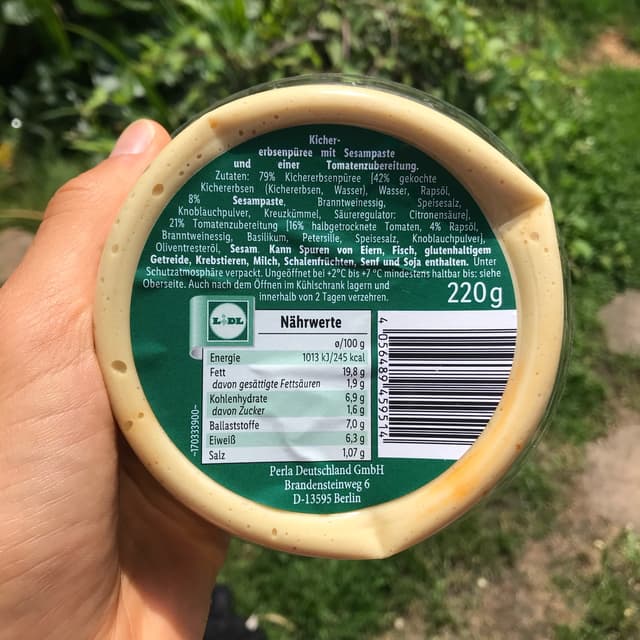 Kicher-
erbsenpüree mit Sesampaste
und einer Tomatenzubereitung.
Zutaten: 79% Kichererbsenpüree [42% gekochte
Kichererbsen (Kichererbsen, Wasser), Wasser, Rapsöl,
8% Sesampaste, Branntweinessig, Speisesalz,
Knoblauchpulver, Kreuzkümmel, Säureregulator: Citronensäure],
21% Tomatenzubereitung [16% halbgetrocknete Tomaten, 4% Rapsöl,
Branntweinessig, Basilikum, Petersilie, Speisesalz, Knoblauchpulver],
Oliventresteröl, Sesam. Kann Spuren von Eiern, Fisch, glutenhaltigem
Getreide, Krebstieren, Milch, Schalenfrüchten, Senf und Soja enthalten. Unter
Schutzatmosphäre verpackt. Ungeöffnet bei +2°C bis +7°C mindestens haltbar bis: siehe
Oberseite. Auch nach dem Öffnen im Kühlschrank lagern und
innerhalb von 2 Tagen verzehren.
220g
LIDL
Nährwerte
ø/100 g
Energie 1013 kJ/245 kcal
Fett 19,8 g
davon gesättigte Fettsäuren 1,9 g
Kohlenhydrate 6,9 g
davon Zucker 1,6 g
Ballaststoffe 7,0 g
Eiweiß 6,3 g
Salz 1,07 g
-170333900-
4 056489 459514
Perla Deutschland GmbH
Brandensteinweg 6
D-13595 Berlin